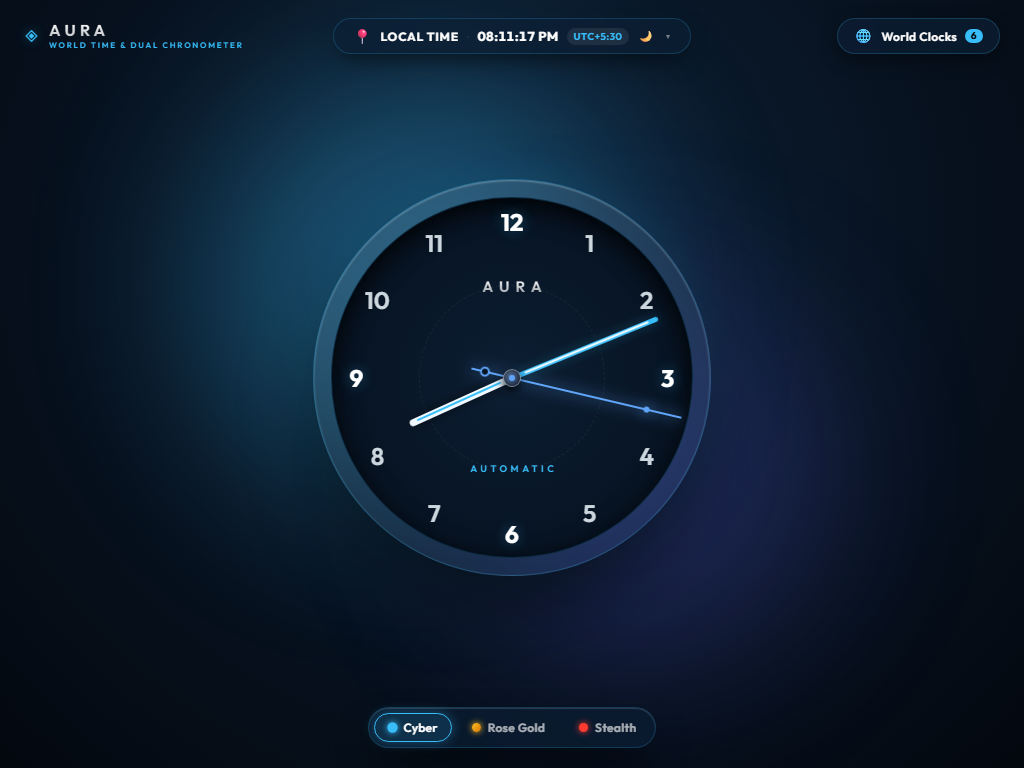 AURA
WORLD TIME & DUAL CHRONOMETER
LOCAL TIME · 08:11:17 PM UTC+5:30
World Clocks 6
12
11 1
10 2
AURA
9 3
8 4
AUTOMATIC
7 5
6
Cyber Rose Gold Stealth